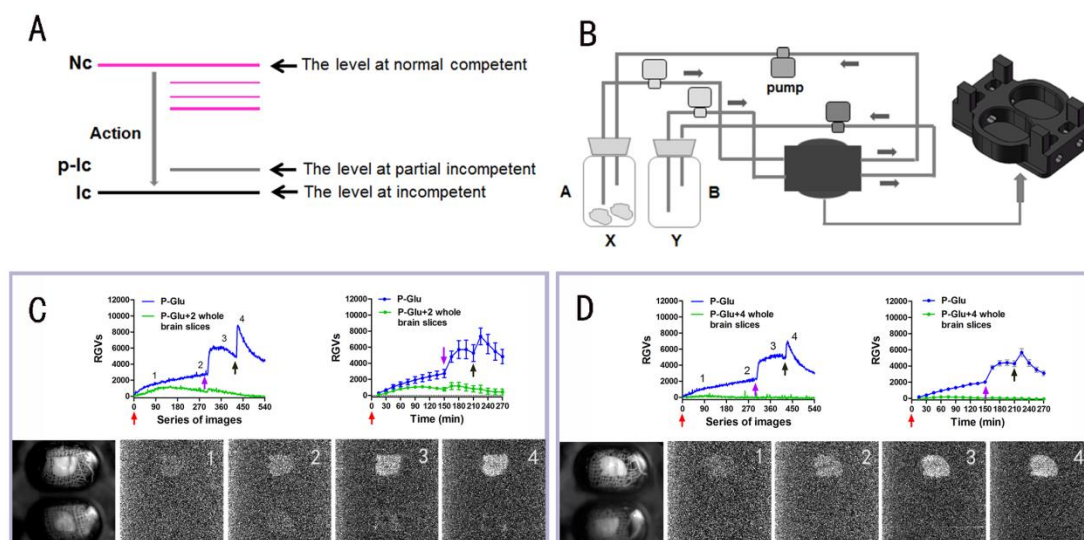 A
Nc
The level at normal competent
Action
p-Ic
The level at partial incompetent
Ic
The level at incompetent
B
pump
A
B
X
Y
C
P-Glu
P-Glu+2 whole
brain slices
RGVs
12000
10000
8000
6000
4000
2000
0
1
2
3
4
0 90 180 270 360 450 540
Series of images
P-Glu
P-Glu+2 whole
brain slices
RGVs
12000
10000
8000
6000
4000
2000
0
0 30 60 90 120 150 180 210 240 270
Time (min)
1
2
3
4
D
P-Glu
P-Glu+4 whole
brain slices
RGVs
12000
10000
8000
6000
4000
2000
0
1
2
3
4
0 90 180 270 360 450 540
Series of images
P-Glu
P-Glu+4 whole
brain slices
RGVs
12000
10000
8000
6000
4000
2000
0
0 30 60 90 120 150 180 210 240 270
Time (min)
1
2
3
4